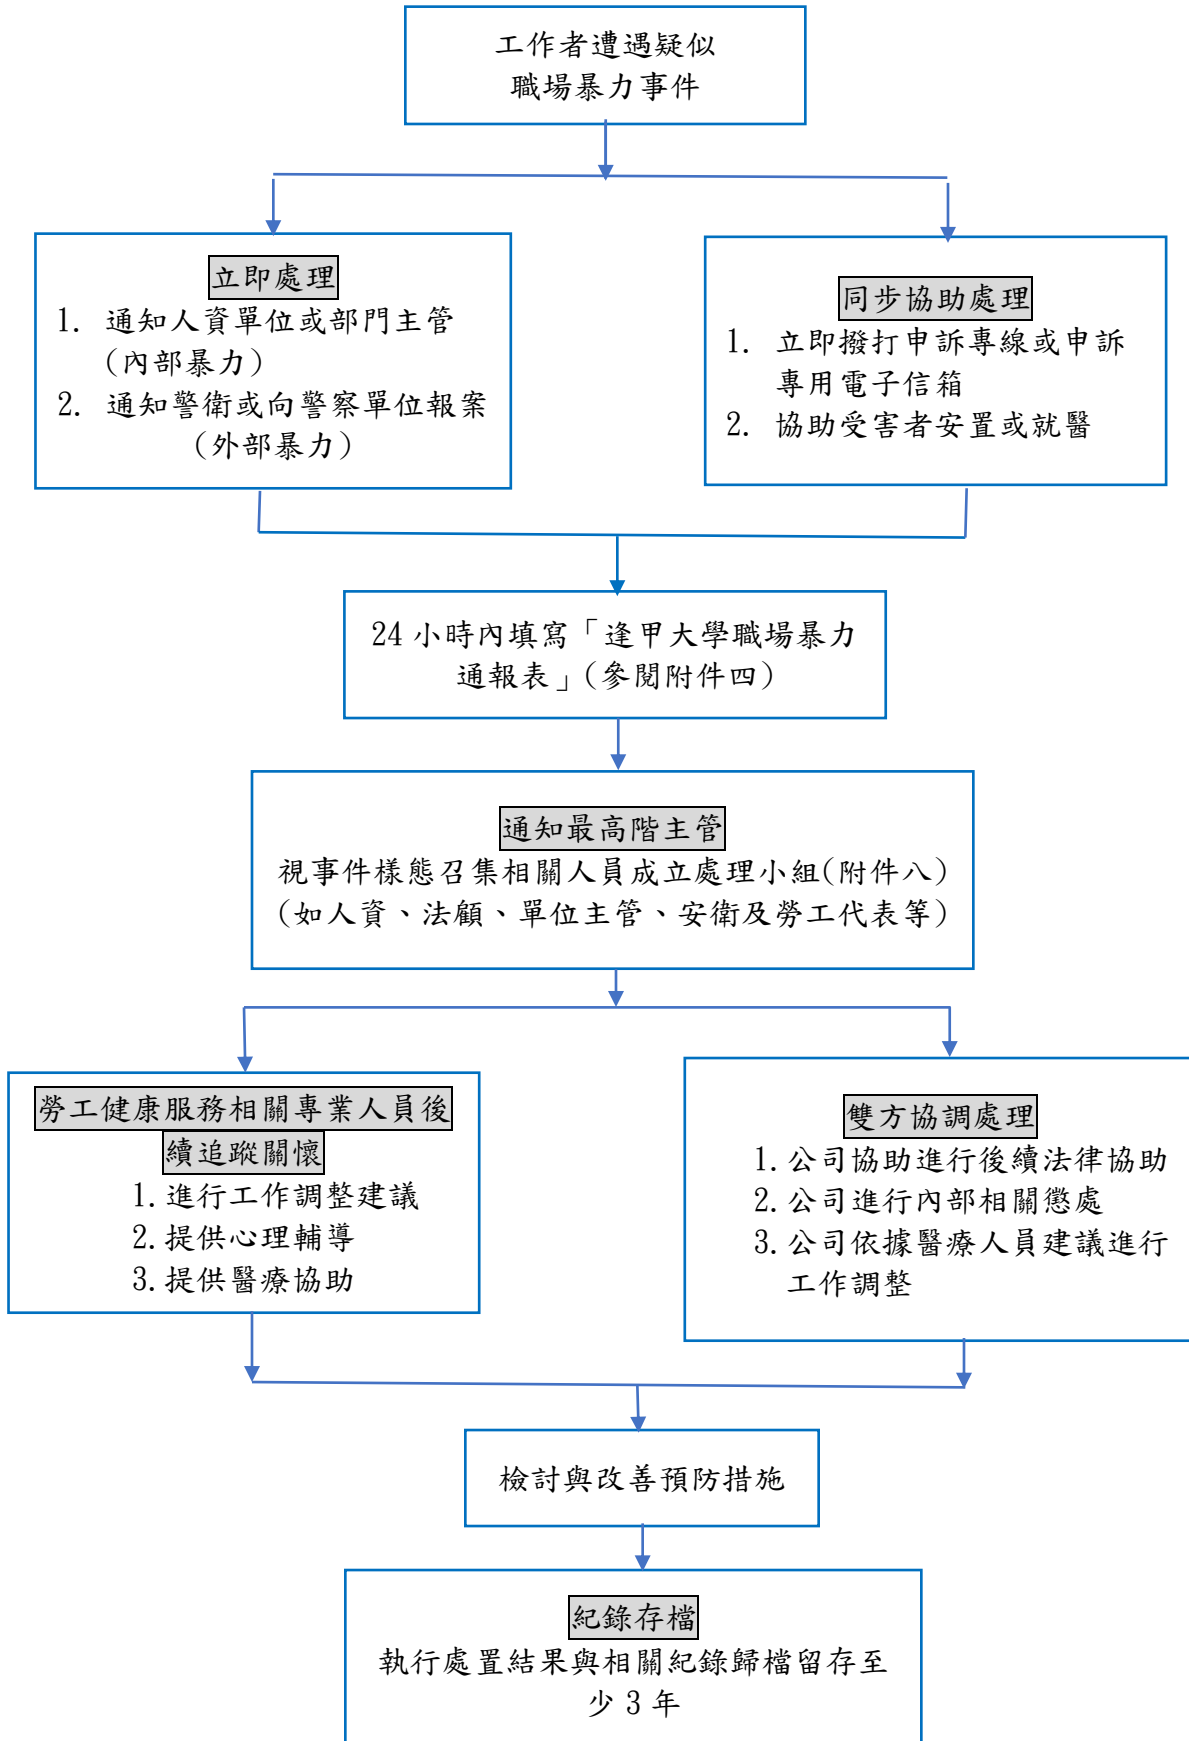 工作者遭遇疑似
職場暴力事件
立即處理
1. 通知人資單位或部門主管
(內部暴力)
2. 通知警衛或向警察單位報案
(外部暴力)
同步協助處理
1. 立即撥打申訴專線或申訴
專用電子信箱
2. 協助受害者安置或就醫
24 小時內填寫「逢甲大學職場暴力
通報表」(參閱附件四)
通知最高階主管
視事件樣態召集相關人員成立處理小組(附件八)
(如人資、法顧、單位主管、安衛及勞工代表等)
勞工健康服務相關專業人員後
續追蹤關懷
1.進行工作調整建議
2.提供心理輔導
3.提供醫療協助
雙方協調處理
1.公司協助進行後續法律協助
2.公司進行內部相關懲處
3.公司依據醫療人員建議進行
工作調整
檢討與改善預防措施
紀錄存檔
執行處置結果與相關紀錄歸檔留存至
少 3 年